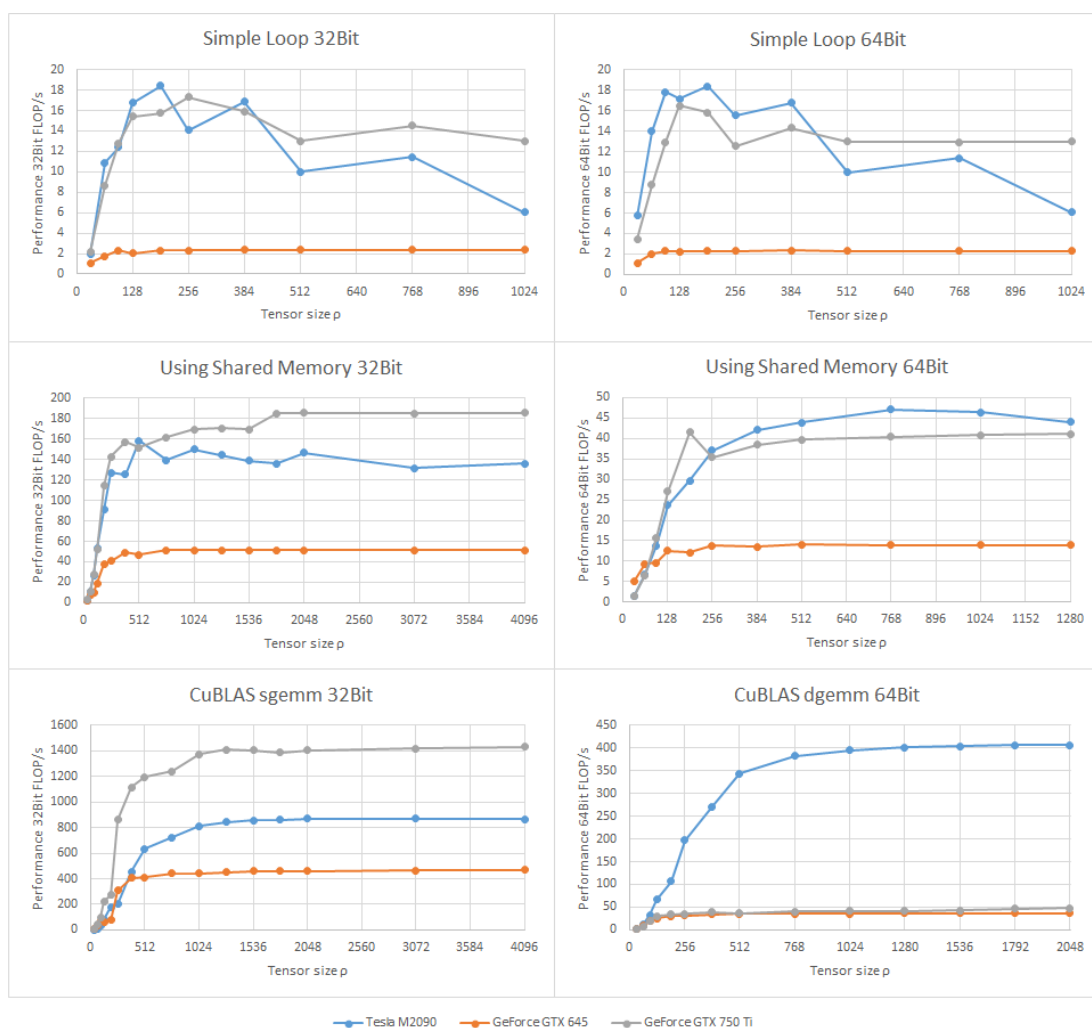 Simple Loop 32Bit
Performance 32Bit FLOP/s
20
18
16
14
12
10
8
6
4
2
0
0 128 256 384 512 640 768 896 1024
Tensor size ρ
Simple Loop 64Bit
Performance 64Bit FLOP/s
20
18
16
14
12
10
8
6
4
2
0
0 128 256 384 512 640 768 896 1024
Tensor size ρ
Using Shared Memory 32Bit
Performance 32Bit FLOP/s
200
180
160
140
120
100
80
60
40
20
0
0 512 1024 1536 2048 2560 3072 3584 4096
Tensor size ρ
Using Shared Memory 64Bit
Performance 64Bit FLOP/s
50
45
40
35
30
25
20
15
10
5
0
0 128 256 384 512 640 768 896 1024 1152 1280
Tensor size ρ
CuBLAS sgemm 32Bit
Performance 32Bit FLOP/s
1600
1400
1200
1000
800
600
400
200
0
0 512 1024 1536 2048 2560 3072 3584 4096
Tensor size ρ
CuBLAS dgemm 64Bit
Performance 64Bit FLOP/s
450
400
350
300
250
200
150
100
50
0
0 256 512 768 1024 1280 1536 1792 2048
Tensor size ρ
Tesla M2090 GeForce GTX 645 GeForce GTX 750 Ti